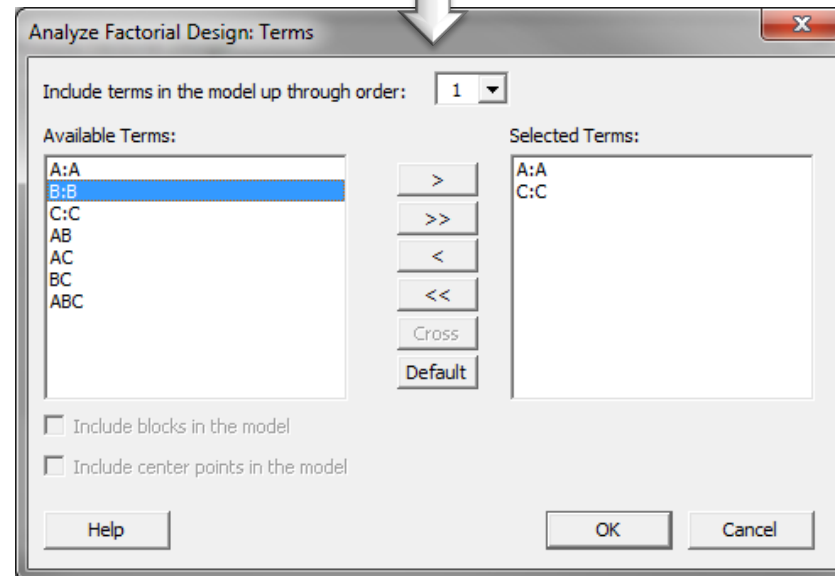 Analyze Factorial Design: Terms
X
Include terms in the model up through order: 1
Available Terms:
A:A
B:B
C:C
AB
AC
BC
ABC
>
>>
<
<<
Cross
Default
Selected Terms:
A:A
C:C
Include blocks in the model
Include center points in the model
Help
OK
Cancel